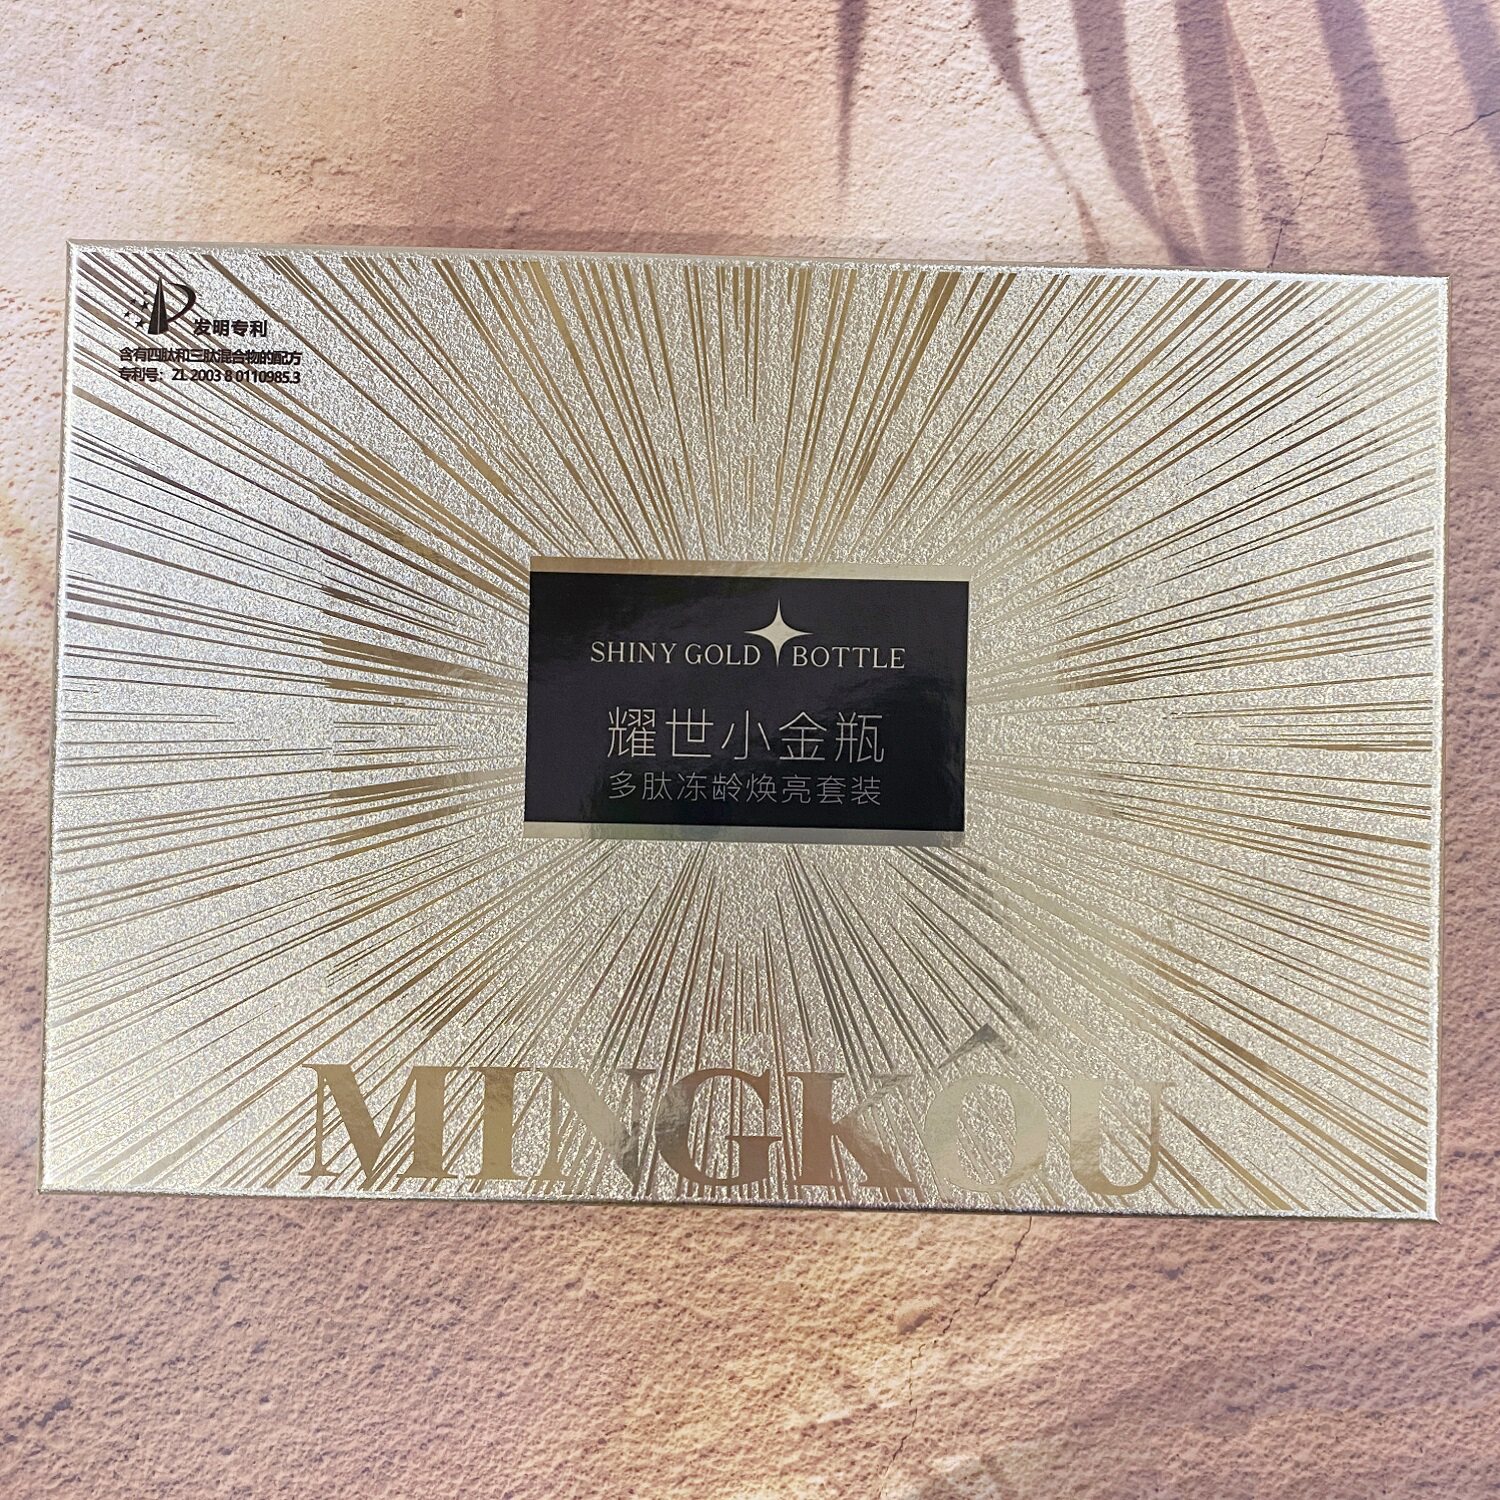 发明专利
含有四肽和三肽混合物的配方
专利号：ZL 2003 8 0110985.3
SHINY GOLD BOTTLE
耀世小金瓶
多肽冻龄焕亮套装
MINGKÔU